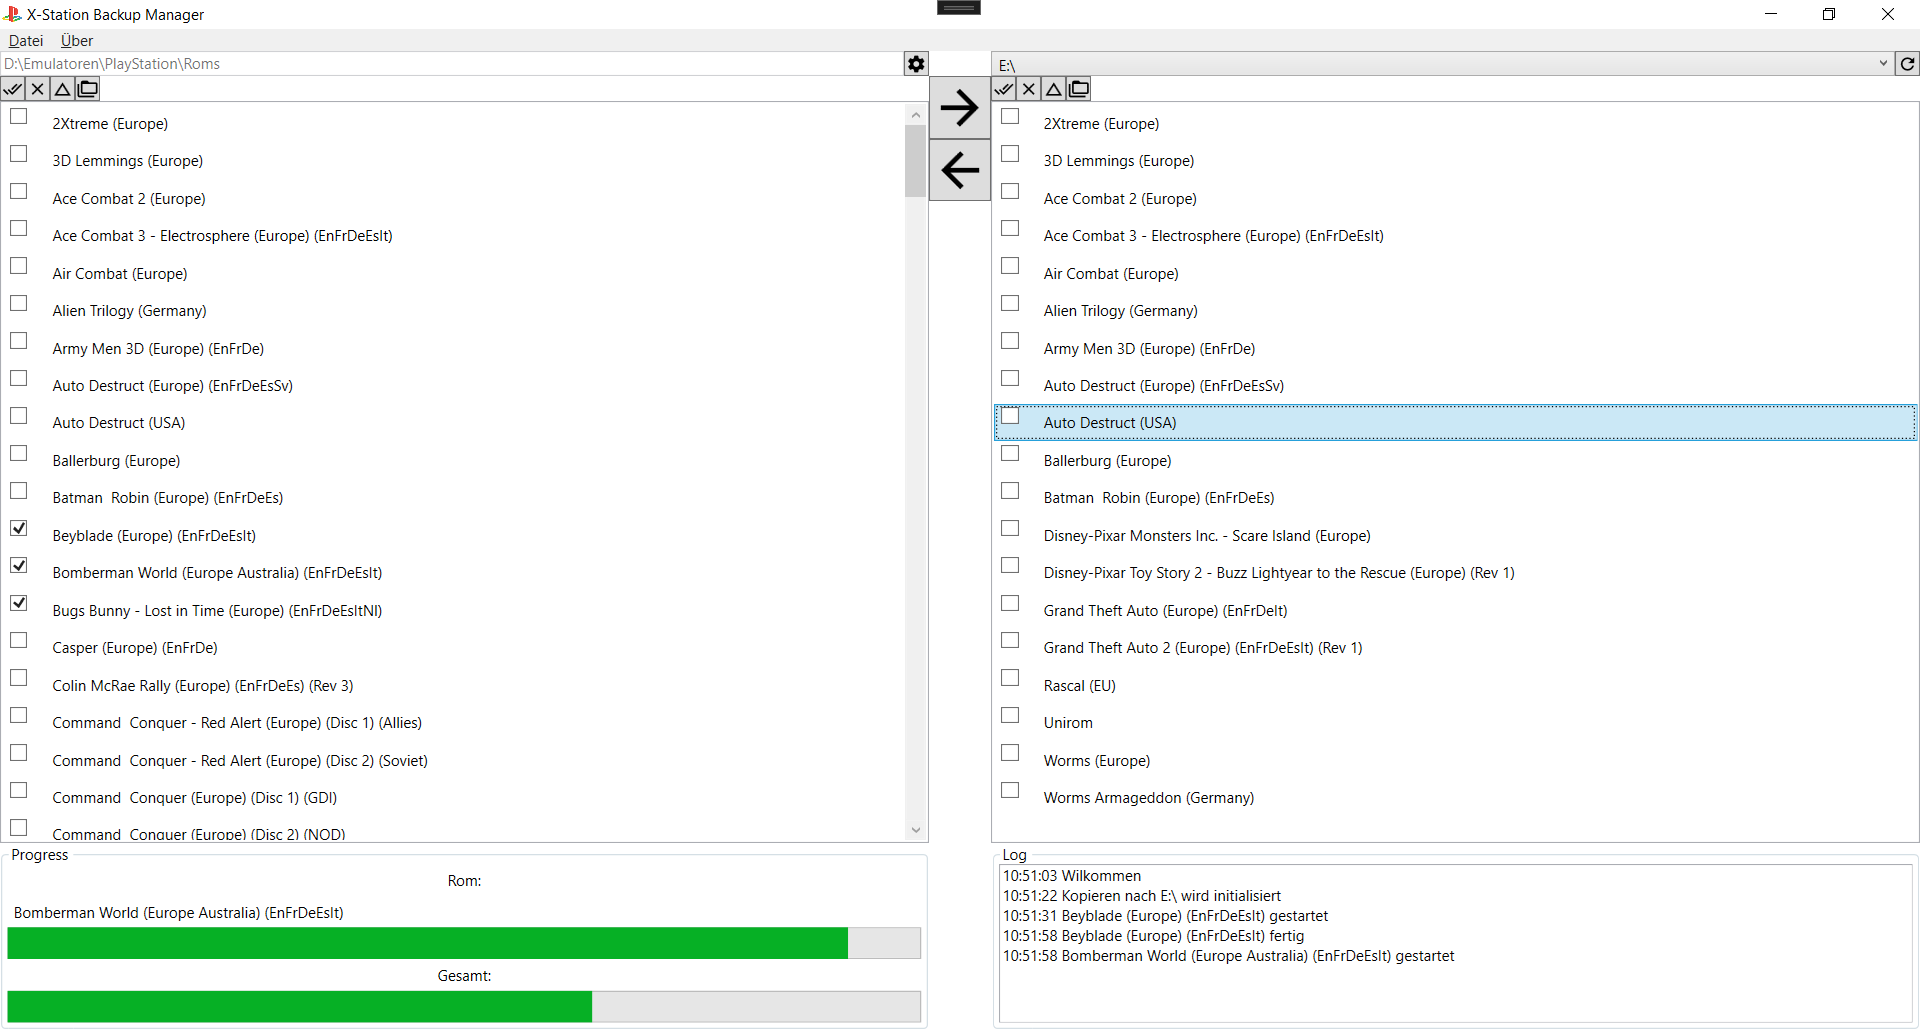 X-Station Backup Manager
Datei Über
D:\Emulatoren\PlayStation\Roms
E:\
2Xtreme (Europe)
3D Lemmings (Europe)
Ace Combat 2 (Europe)
Ace Combat 3 - Electrosphere (Europe) (EnFrDeEsIt)
Air Combat (Europe)
Alien Trilogy (Germany)
Army Men 3D (Europe) (EnFrDe)
Auto Destruct (Europe) (EnFrDeEsSv)
Auto Destruct (USA)
Ballerburg (Europe)
Batman  Robin (Europe) (EnFrDeEs)
Beyblade (Europe) (EnFrDeEsIt)
Bomberman World (Europe Australia) (EnFrDeEsIt)
Bugs Bunny - Lost in Time (Europe) (EnFrDeEsItNl)
Casper (Europe) (EnFrDe)
Colin McRae Rally (Europe) (EnFrDeEs) (Rev 3)
Command  Conquer - Red Alert (Europe) (Disc 1) (Allies)
Command  Conquer - Red Alert (Europe) (Disc 2) (Soviet)
Command  Conquer (Europe) (Disc 1) (GDI)
Command  Conquer (Europe) (Disc 2) (NOD)
2Xtreme (Europe)
3D Lemmings (Europe)
Ace Combat 2 (Europe)
Ace Combat 3 - Electrosphere (Europe) (EnFrDeEsIt)
Air Combat (Europe)
Alien Trilogy (Germany)
Army Men 3D (Europe) (EnFrDe)
Auto Destruct (Europe) (EnFrDeEsSv)
Auto Destruct (USA)
Ballerburg (Europe)
Batman  Robin (Europe) (EnFrDeEs)
Disney-Pixar Monsters Inc. - Scare Island (Europe)
Disney-Pixar Toy Story 2 - Buzz Lightyear to the Rescue (Europe) (Rev 1)
Grand Theft Auto (Europe) (EnFrDeIt)
Grand Theft Auto 2 (Europe) (EnFrDeEsIt) (Rev 1)
Rascal (EU)
Unirom
Worms (Europe)
Worms Armageddon (Germany)
Progress
Rom:
Bomberman World (Europe Australia) (EnFrDeEsIt)
Gesamt:
Log
10:51:03 Wilkommen
10:51:22 Kopieren nach E:\ wird initialisiert
10:51:31 Beyblade (Europe) (EnFrDeEsIt) gestartet
10:51:58 Beyblade (Europe) (EnFrDeEsIt) fertig
10:51:58 Bomberman World (Europe Australia) (EnFrDeEsIt) gestartet